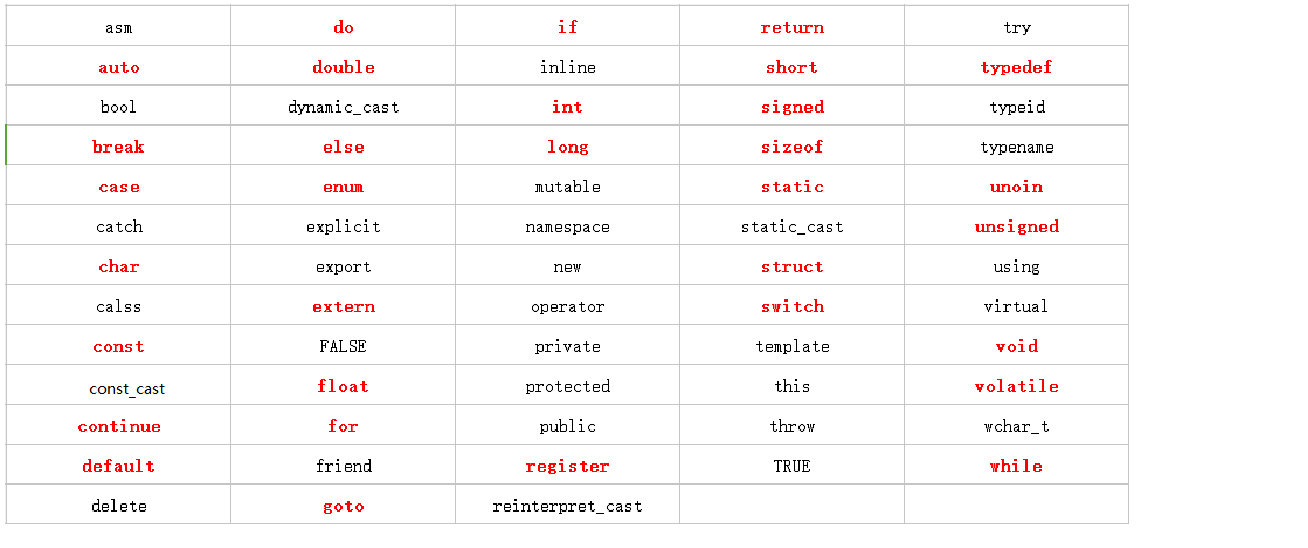 asm do if return try
auto double inline short typedef
bool dynamic_cast int signed typeid
break else long sizeof typename
case enum mutable static unoin
catch explicit namespace static_cast unsigned
char export new struct using
calss extern operator switch virtual
const FALSE private template void
const_cast float protected this volatile
continue for public throw wchar_t
default friend register TRUE while
delete goto reinterpret_cast